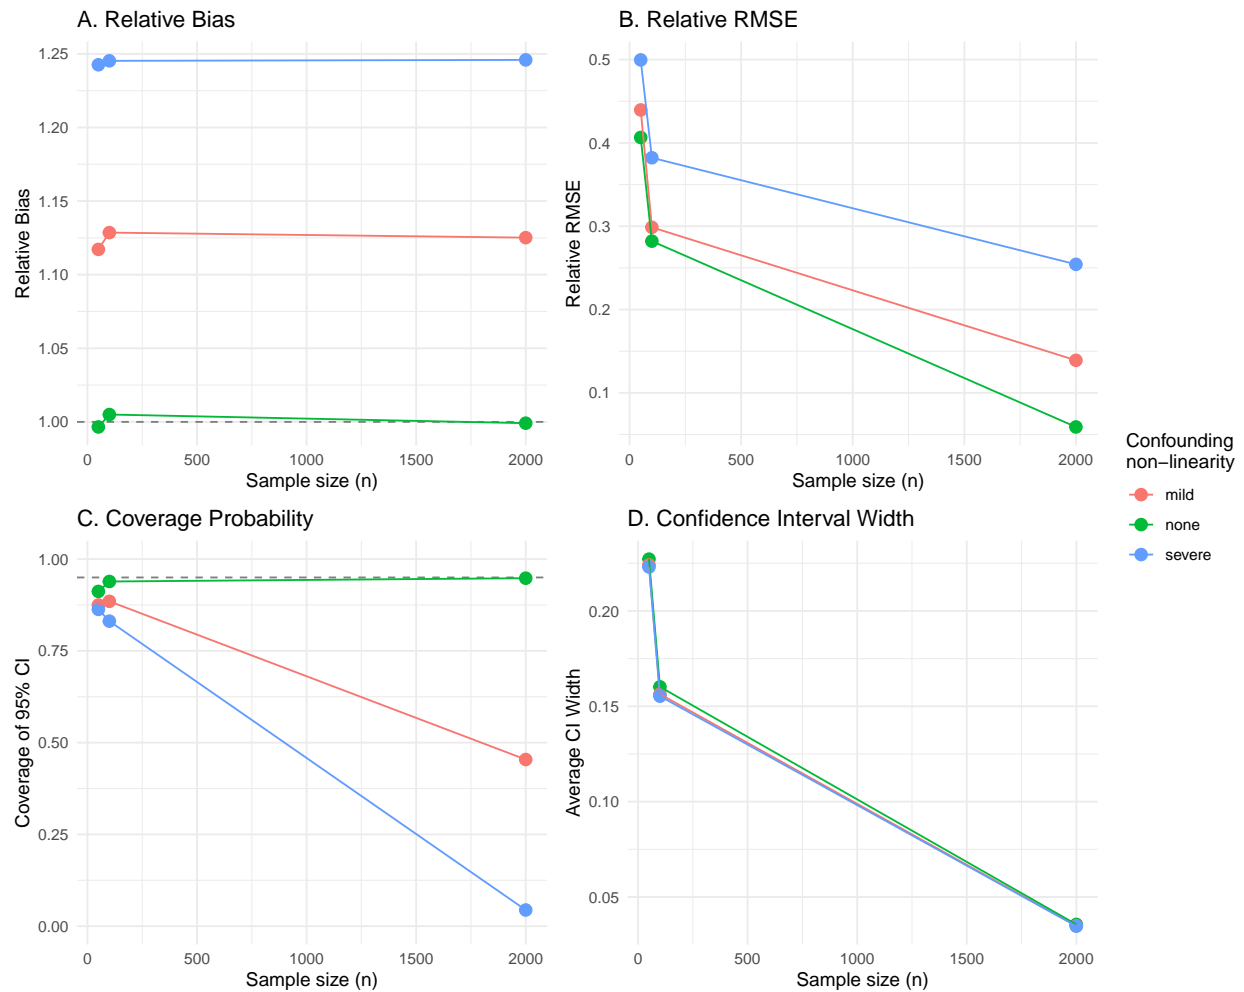 A. Relative Bias
1.25
1.20
1.15
1.10
1.05
1.00
Relative Bias
0
500
1000
1500
2000
Sample size (n)
B. Relative RMSE
0.5
0.4
0.3
0.2
0.1
Relative RMSE
0
500
1000
1500
2000
Sample size (n)
C. Coverage Probability
1.00
0.75
0.50
0.25
0.00
Coverage of 95% CI
0
500
1000
1500
2000
Sample size (n)
D. Confidence Interval Width
0.20
0.15
0.10
0.05
Average CI Width
0
500
1000
1500
2000
Sample size (n)
Confounding
non−linearity
mild
none
severe